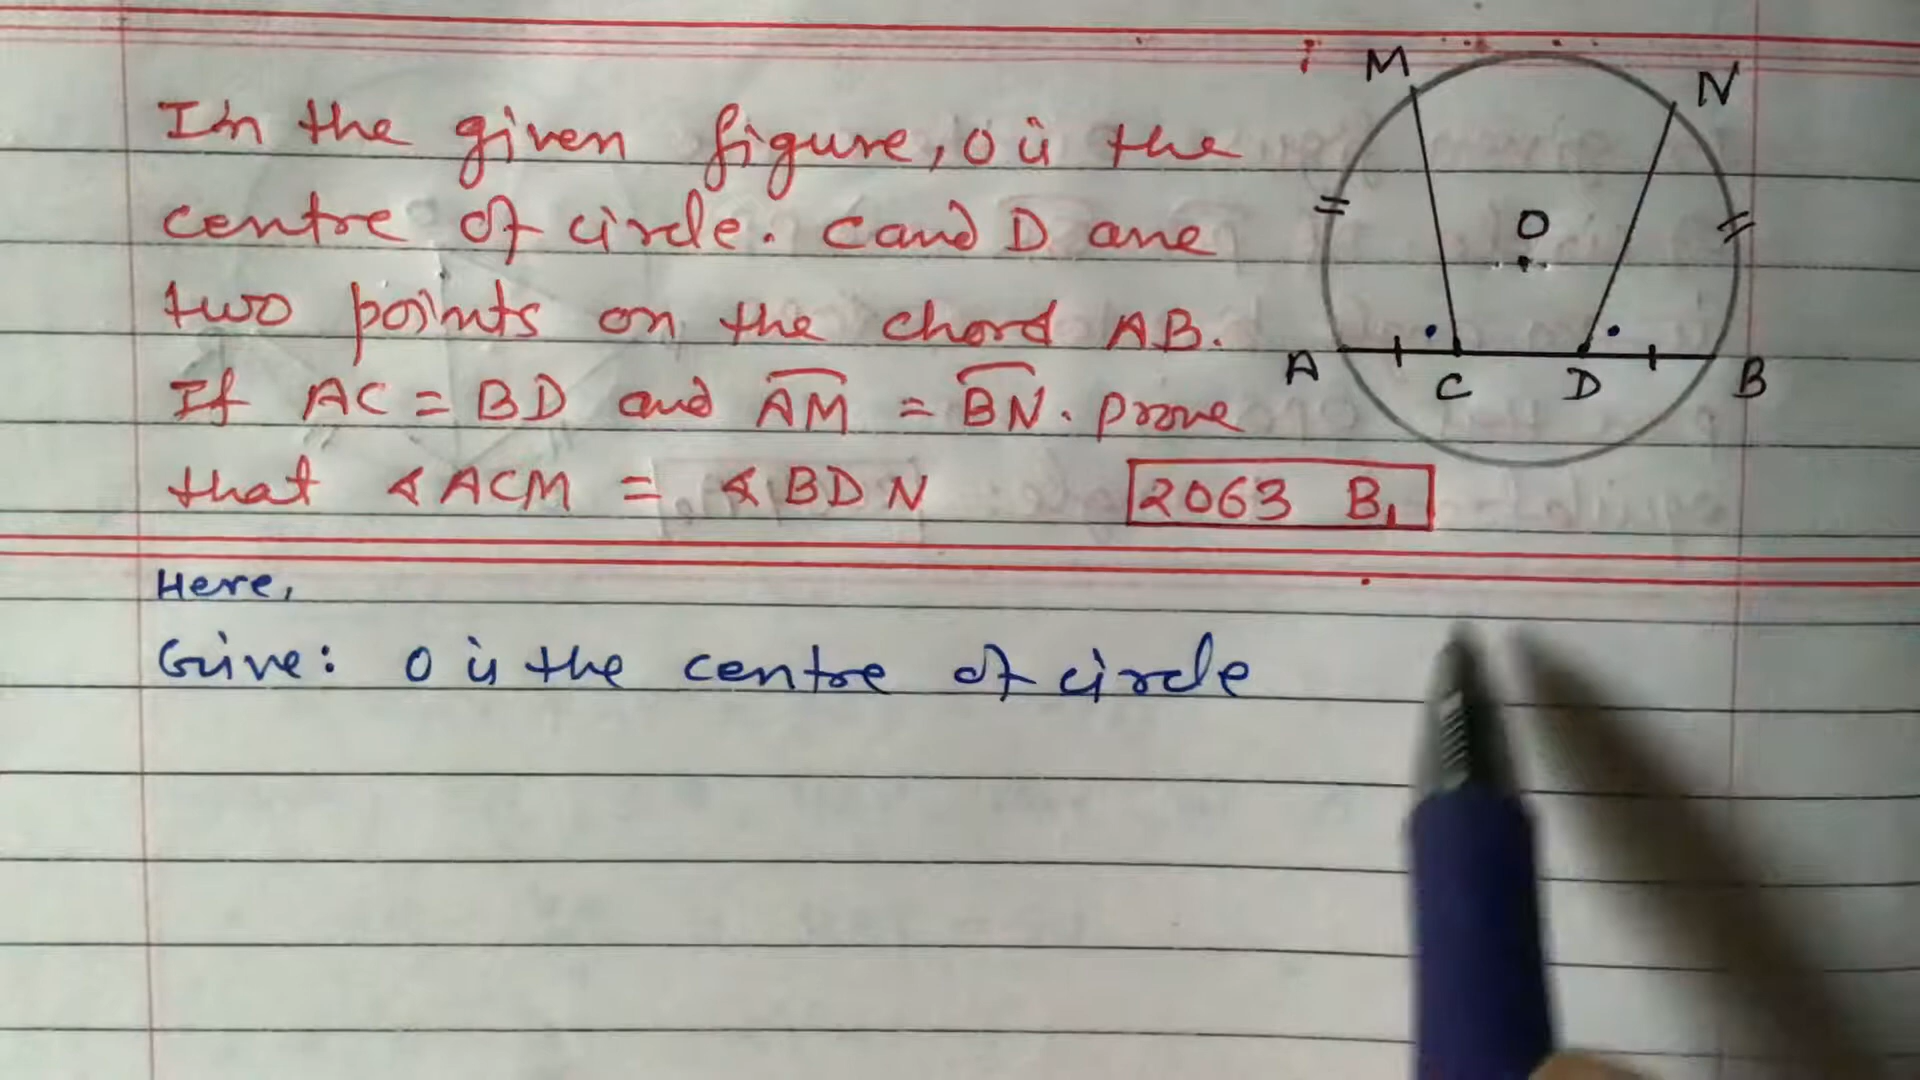 In the given figure, O is the
centre of circle. C and D are
two points on the chord AB.
If AC = BD and AM = BN. prove
that ∢ACM = ∢BDN
2063 B1
M
N
O
A
C
D
B
Here,
Give: O is the centre of circle